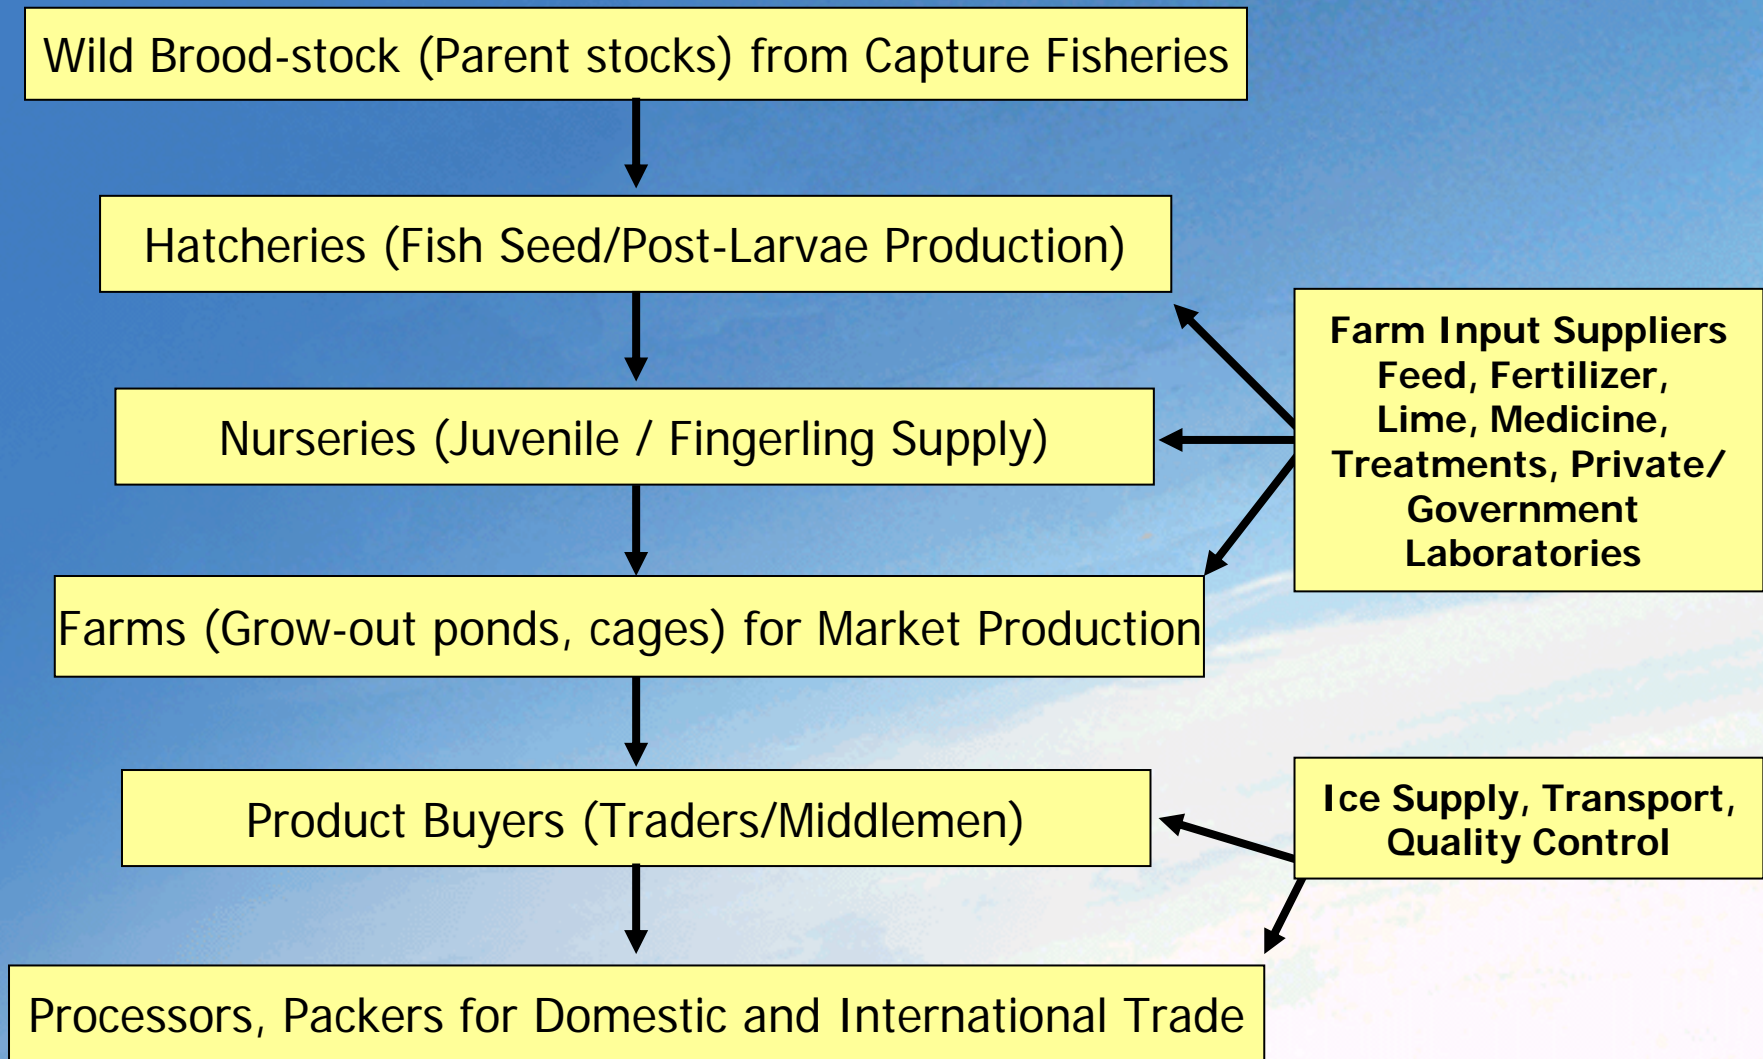 Wild Brood-stock (Parent stocks) from Capture Fisheries
Hatcheries (Fish Seed/Post-Larvae Production)
Nurseries (Juvenile / Fingerling Supply)
Farms (Grow-out ponds, cages) for Market Production
Product Buyers (Traders/Middlemen)
Processors, Packers for Domestic and International Trade
Farm Input Suppliers
Feed, Fertilizer,
Lime, Medicine,
Treatments, Private/
Government
Laboratories
Ice Supply, Transport,
Quality Control